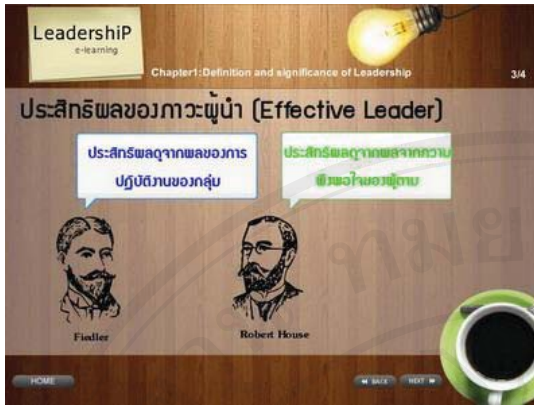 LeadershiP
e-learning
Chapter1:Definition and significance of Leadership
3/4
ประสิทธิผลของภาวะผู้นำ (Effective Leader)
ประสิทธิผลดูจากผลของการ
ปฏิบัติงานของกลุ่ม
ประสิทธิผลดูจากผลจากความ
พึงพอใจของผู้ตาม
Fiedler
Robert House
HOME
BACK
NEXT